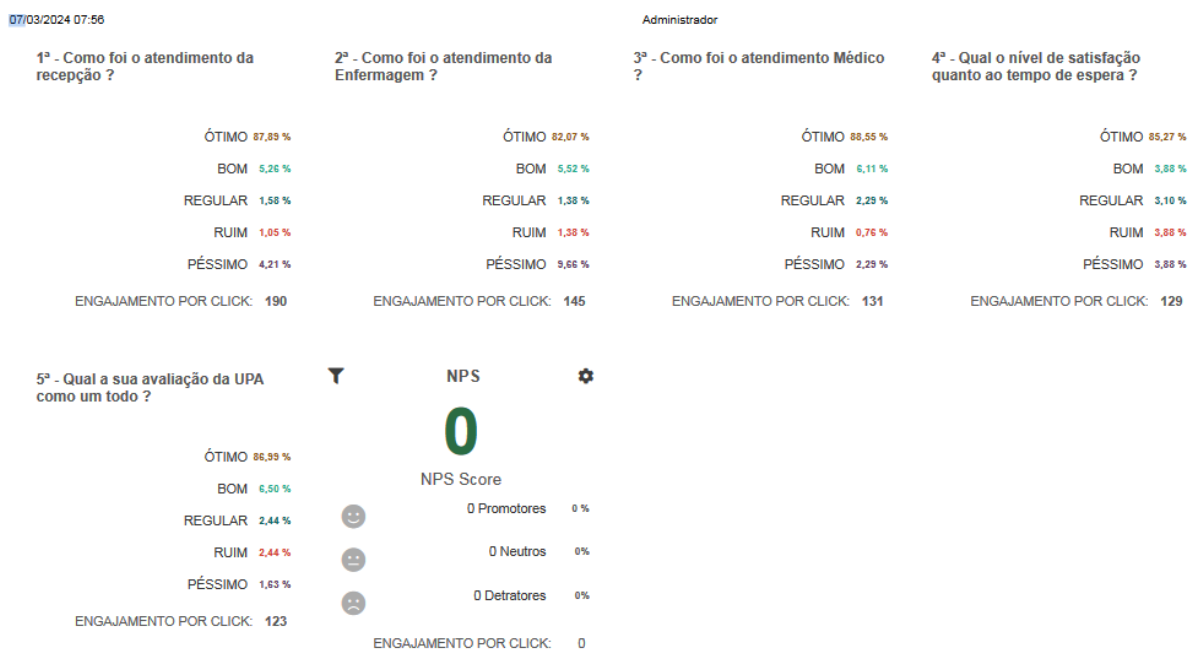 07/03/2024 07:56
Administrador
1ª - Como foi o atendimento da
recepção ?
ÓTIMO 87,89 %
BOM 5,26 %
REGULAR 1,58 %
RUIM 1,05 %
PÉSSIMO 4,21 %
ENGAJAMENTO POR CLICK: 190
2ª - Como foi o atendimento da
Enfermagem ?
ÓTIMO 82,07 %
BOM 5,52 %
REGULAR 1,38 %
RUIM 1,38 %
PÉSSIMO 9,66 %
ENGAJAMENTO POR CLICK: 145
3ª - Como foi o atendimento Médico
?
ÓTIMO 88,55 %
BOM 6,11 %
REGULAR 2,29 %
RUIM 0,76 %
PÉSSIMO 2,29 %
ENGAJAMENTO POR CLICK: 131
4ª - Qual o nível de satisfação
quanto ao tempo de espera ?
ÓTIMO 85,27 %
BOM 3,88 %
REGULAR 3,10 %
RUIM 3,88 %
PÉSSIMO 3,88 %
ENGAJAMENTO POR CLICK: 129
5ª - Qual a sua avaliação da UPA
como um todo ?
ÓTIMO 86,99 %
BOM 6,50 %
REGULAR 2,44 %
RUIM 2,44 %
PÉSSIMO 1,63 %
ENGAJAMENTO POR CLICK: 123
NPS
0
NPS Score
0 Promotores 0 %
0 Neutros 0%
0 Detratores 0%
ENGAJAMENTO POR CLICK: 0